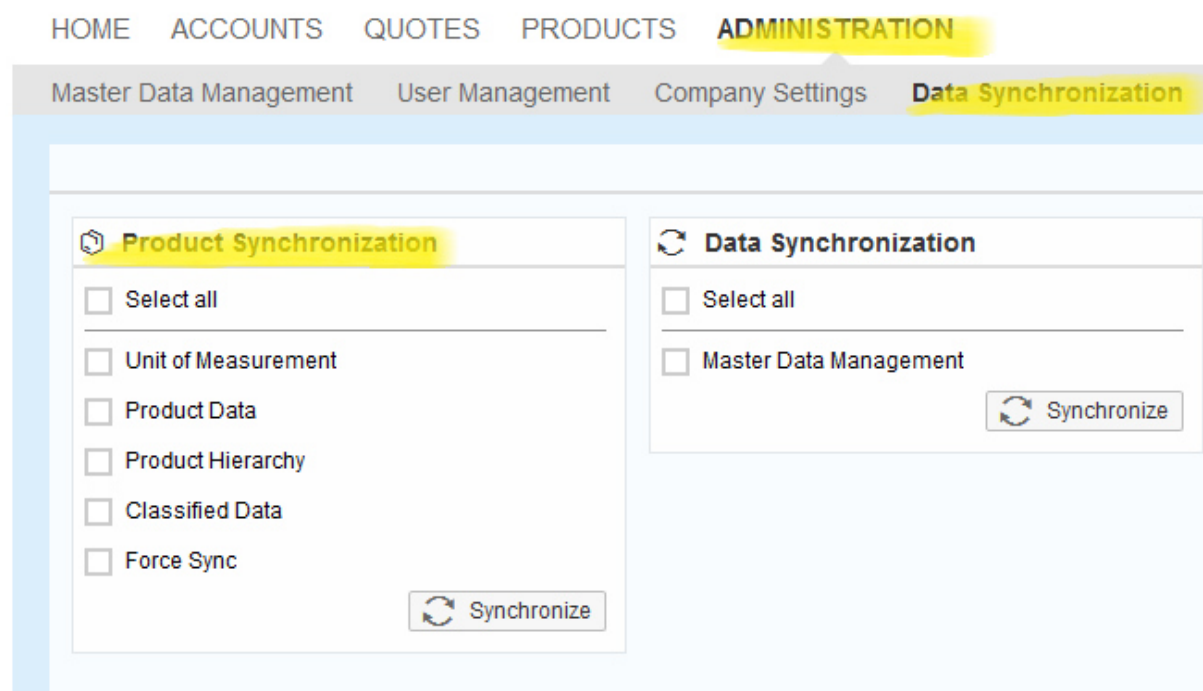 HOME ACCOUNTS QUOTES PRODUCTS ADMINISTRATION
Master Data Management User Management Company Settings Data Synchronization
Product Synchronization
Select all
Unit of Measurement
Product Data
Product Hierarchy
Classified Data
Force Sync
Synchronize
Data Synchronization
Select all
Master Data Management
Synchronize